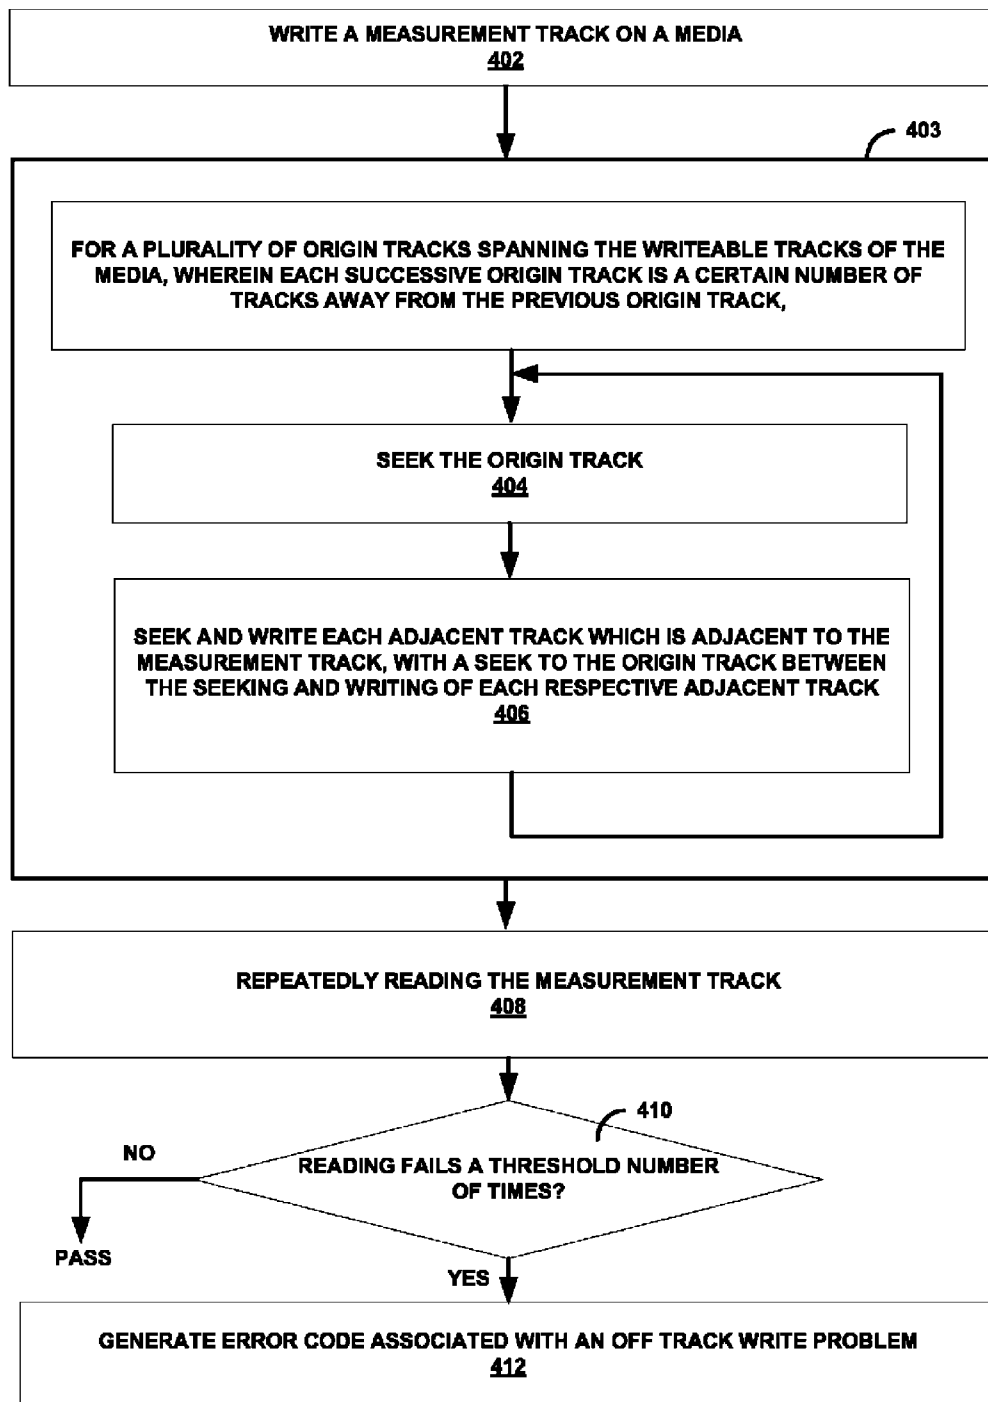 WRITE A MEASUREMENT TRACK ON A MEDIA
402
403
FOR A PLURALITY OF ORIGIN TRACKS SPANNING THE WRITEABLE TRACKS OF THE
MEDIA, WHEREIN EACH SUCCESSIVE ORIGIN TRACK IS A CERTAIN NUMBER OF
TRACKS AWAY FROM THE PREVIOUS ORIGIN TRACK,
SEEK THE ORIGIN TRACK
404
SEEK AND WRITE EACH ADJACENT TRACK WHICH IS ADJACENT TO THE
MEASUREMENT TRACK, WITH A SEEK TO THE ORIGIN TRACK BETWEEN
THE SEEKING AND WRITING OF EACH RESPECTIVE ADJACENT TRACK
406
REPEATEDLY READING THE MEASUREMENT TRACK
408
410
NO
READING FAILS A THRESHOLD NUMBER
OF TIMES?
PASS
YES
GENERATE ERROR CODE ASSOCIATED WITH AN OFF TRACK WRITE PROBLEM
412